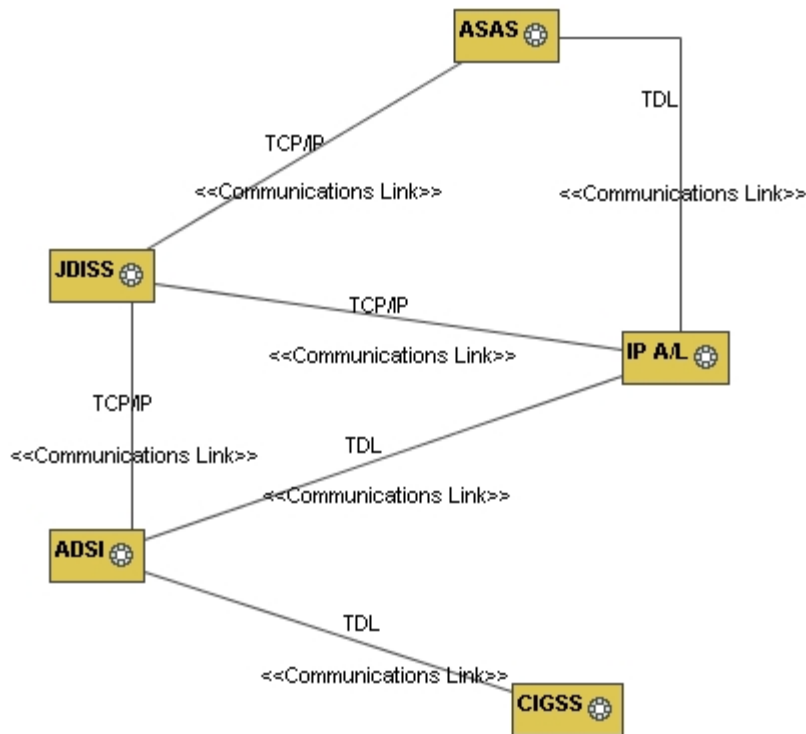 ASAS
TDL
TCP/IP
<<Communications Link>>
<<Communications Link>>
JDISS
TCP/IP
<<Communications Link>>
IP A/L
TCP/IP
TDL
<<Communications Link>>
<<Communications Link>>
ADSI
TDL
<<Communications Link>>
CIGSS